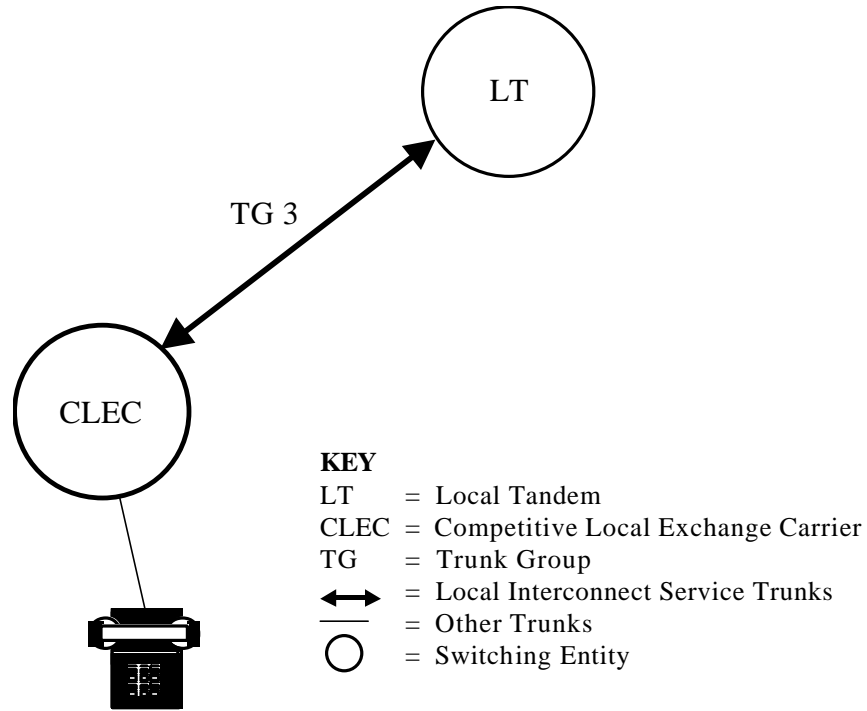 LT
TG 3
CLEC
KEY
LT = Local Tandem
CLEC = Competitive Local Exchange Carrier
TG = Trunk Group
= Local Interconnect Service Trunks
= Other Trunks
= Switching Entity